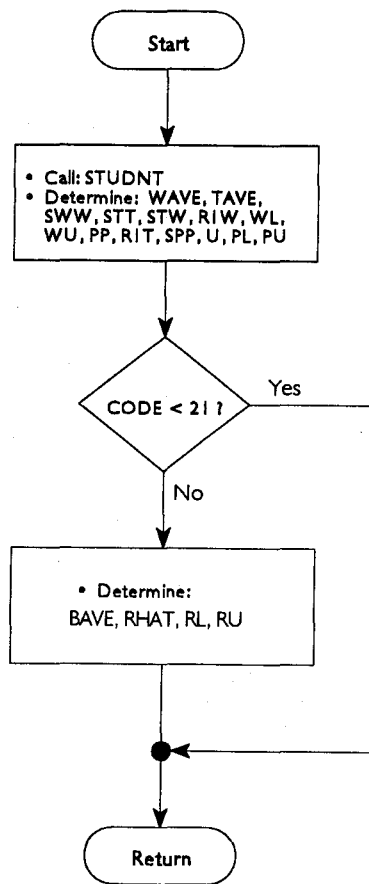 Start
• Call: STUDNT
• Determine: WAVE, TAVE,
SWW, STT, STW, RIW, WL,
WU, PP, RIT, SPP, U, PL, PU
CODE < 21 ?
Yes
No
• Determine:
BAVE, RHAT, RL, RU
Return